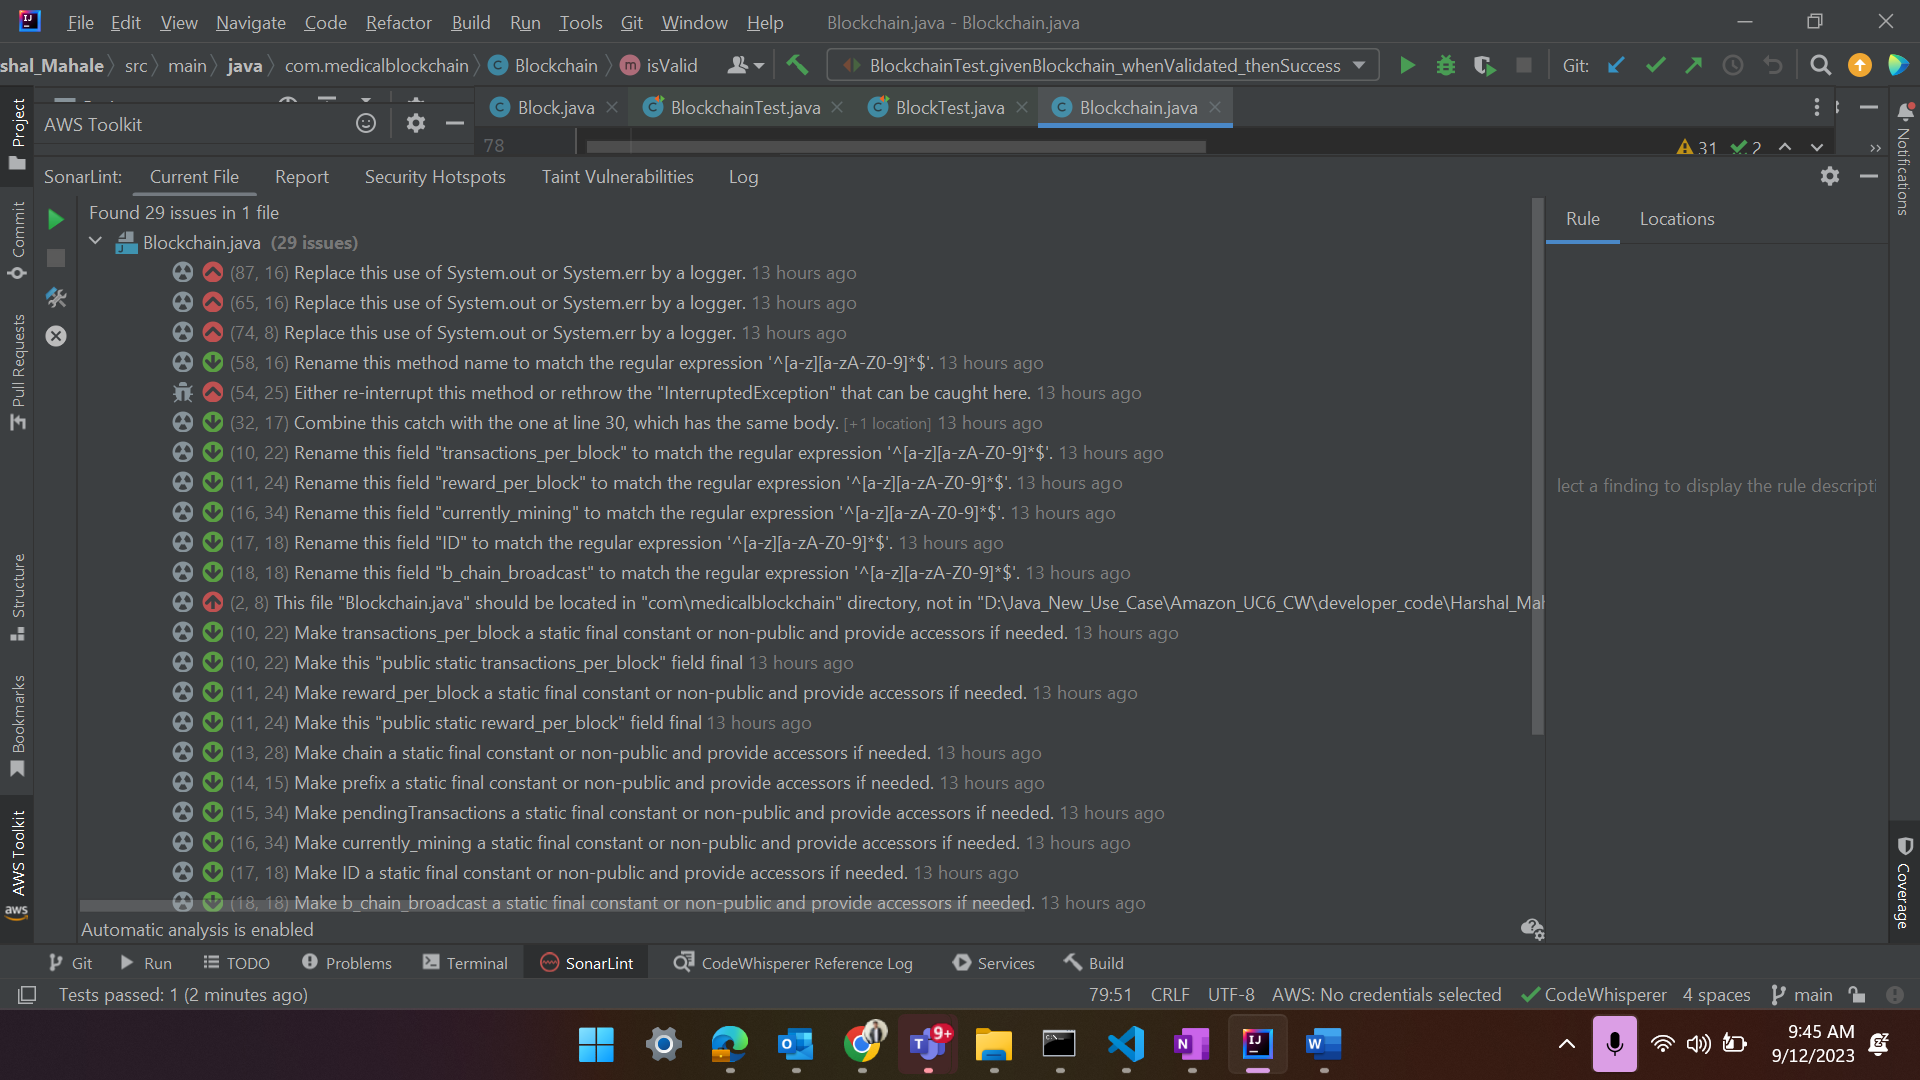 File Edit View Navigate Code Refactor Build Run Tools Git Window Help Blockchain.java - Blockchain.java
shal_Mahale src main java com.medicalblockchain Blockchain isValid BlockchainTest.givenBlockchain_whenValidated_thenSuccess Git:
AWS Toolkit
Block.java BlockchainTest.java BlockTest.java Blockchain.java
78
31 2
SonarLint: Current File Report Security Hotspots Taint Vulnerabilities Log
Found 29 issues in 1 file
Rule Locations
Blockchain.java (29 issues)
(87, 16) Replace this use of System.out or System.err by a logger. 13 hours ago
(65, 16) Replace this use of System.out or System.err by a logger. 13 hours ago
(74, 8) Replace this use of System.out or System.err by a logger. 13 hours ago
(58, 16) Rename this method name to match the regular expression '^[a-z][a-zA-Z0-9]*$'. 13 hours ago
(54, 25) Either re-interrupt this method or rethrow the "InterruptedException" that can be caught here. 13 hours ago
(32, 17) Combine this catch with the one at line 30, which has the same body. [+1 location] 13 hours ago
(10, 22) Rename this field "transactions_per_block" to match the regular expression '^[a-z][a-zA-Z0-9]*$'. 13 hours ago
(11, 24) Rename this field "reward_per_block" to match the regular expression '^[a-z][a-zA-Z0-9]*$'. 13 hours ago
lect a finding to display the rule descripti
(16, 34) Rename this field "currently_mining" to match the regular expression '^[a-z][a-zA-Z0-9]*$'. 13 hours ago
(17, 18) Rename this field "ID" to match the regular expression '^[a-z][a-zA-Z0-9]*$'. 13 hours ago
(18, 18) Rename this field "b_chain_broadcast" to match the regular expression '^[a-z][a-zA-Z0-9]*$'. 13 hours ago
(2, 8) This file "Blockchain.java" should be located in "com\medicalblockchain" directory, not in "D:\Java_New_Use_Case\Amazon_UC6_CW\developer_code\Harshal_Mah
(10, 22) Make transactions_per_block a static final constant or non-public and provide accessors if needed. 13 hours ago
(10, 22) Make this "public static transactions_per_block" field final 13 hours ago
(11, 24) Make reward_per_block a static final constant or non-public and provide accessors if needed. 13 hours ago
(11, 24) Make this "public static reward_per_block" field final 13 hours ago
(13, 28) Make chain a static final constant or non-public and provide accessors if needed. 13 hours ago
(14, 15) Make prefix a static final constant or non-public and provide accessors if needed. 13 hours ago
(15, 34) Make pendingTransactions a static final constant or non-public and provide accessors if needed. 13 hours ago
(16, 34) Make currently_mining a static final constant or non-public and provide accessors if needed. 13 hours ago
(17, 18) Make ID a static final constant or non-public and provide accessors if needed. 13 hours ago
(18, 18) Make b_chain_broadcast a static final constant or non-public and provide accessors if needed. 13 hours ago
Automatic analysis is enabled
Project
Commit
Pull Requests
Structure
Bookmarks
AWS Toolkit
aws
Notifications
Coverage
Git Run TODO Problems Terminal SonarLint CodeWhisperer Reference Log Services Build
Tests passed: 1 (2 minutes ago) 79:51 CRLF UTF-8 AWS: No credentials selected CodeWhisperer 4 spaces main
9+
9:45 AM
9/12/2023